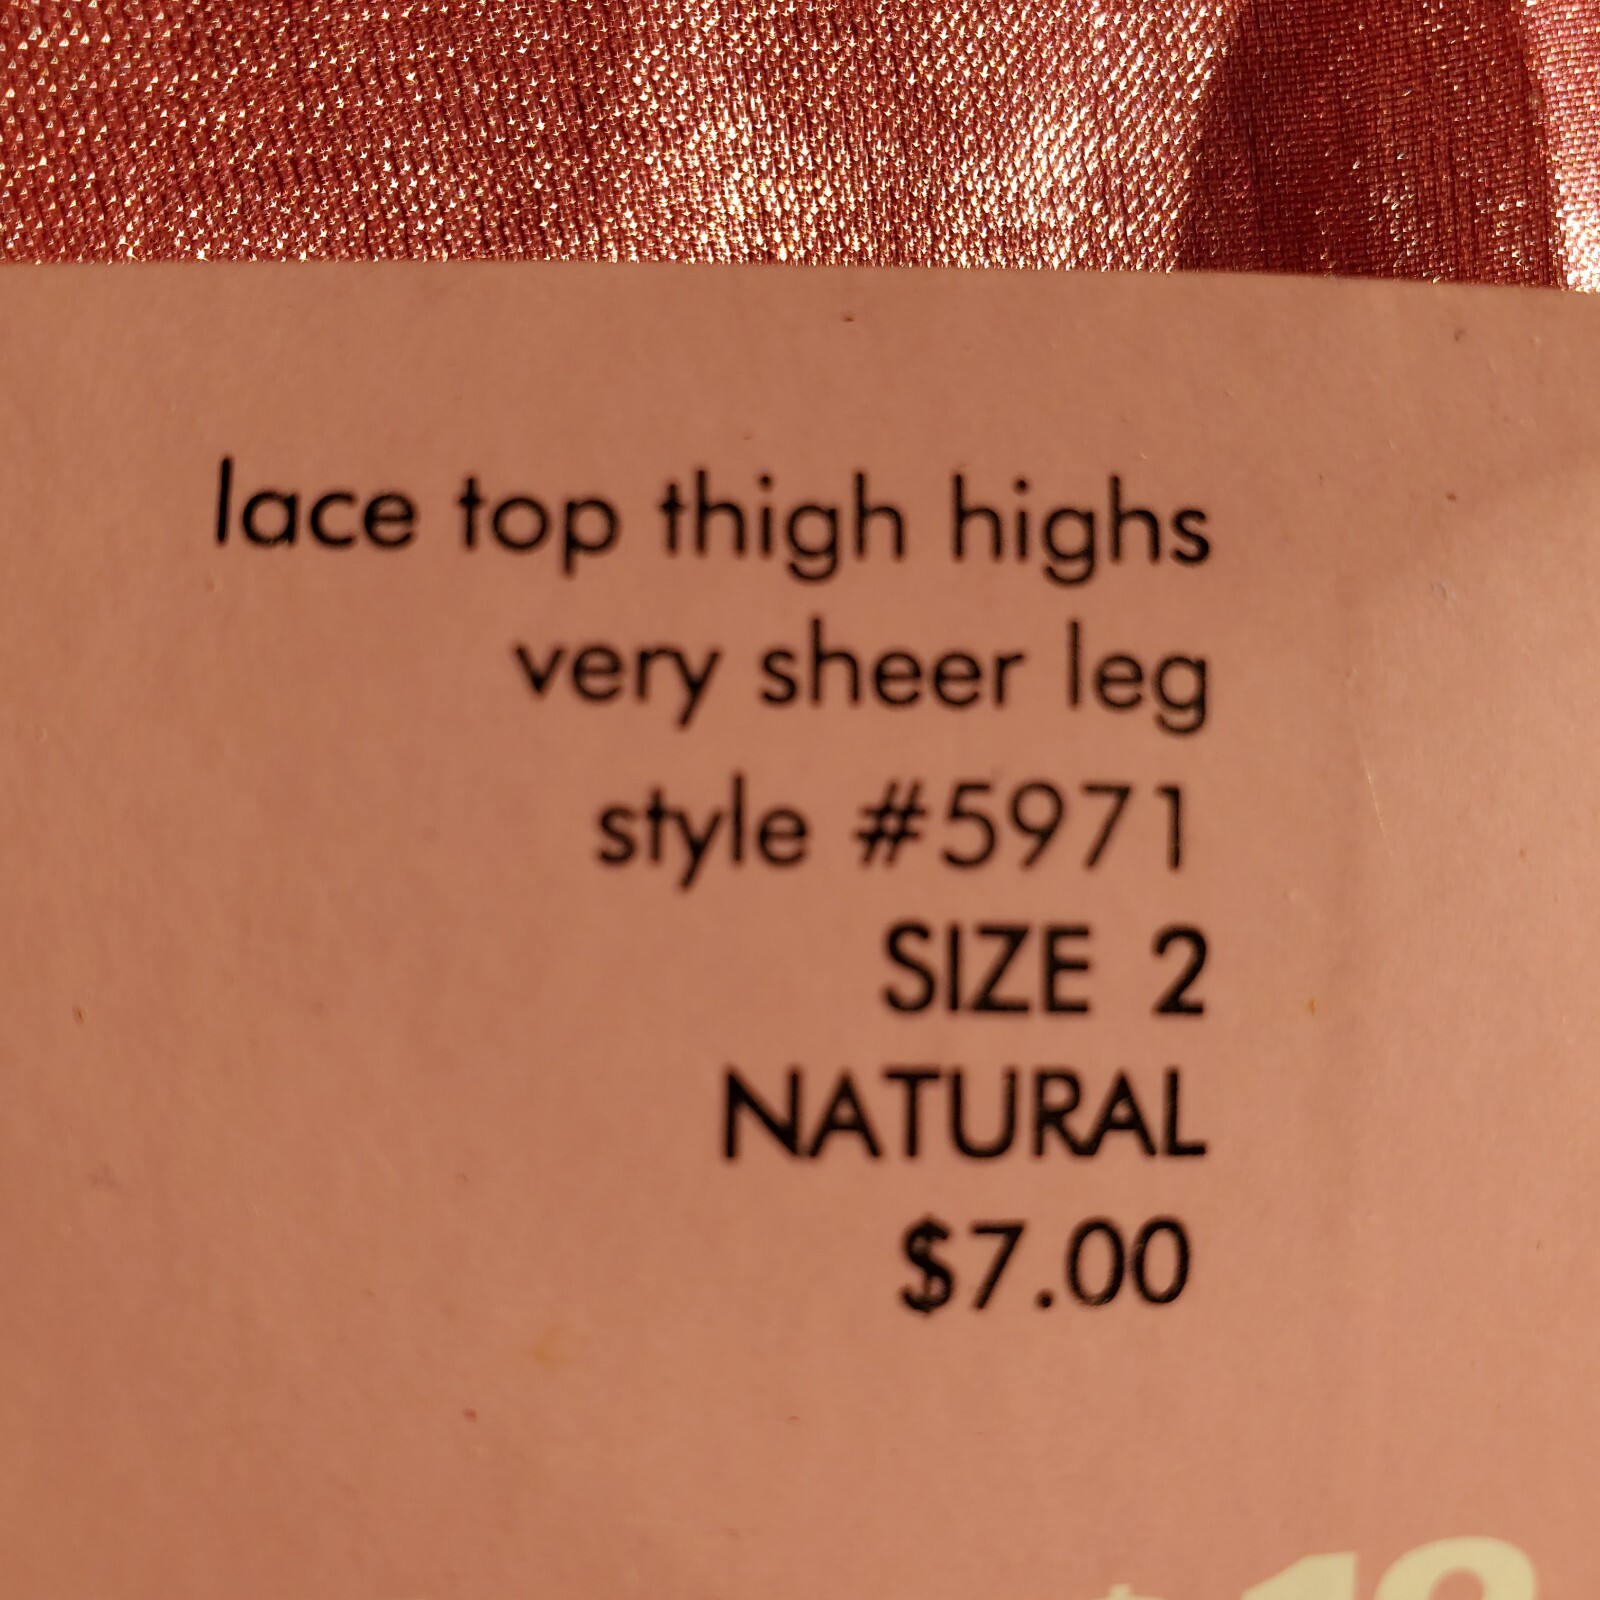 lace top thigh highs
very sheer leg
style #5971
SIZE 2
NATURAL
$7.00